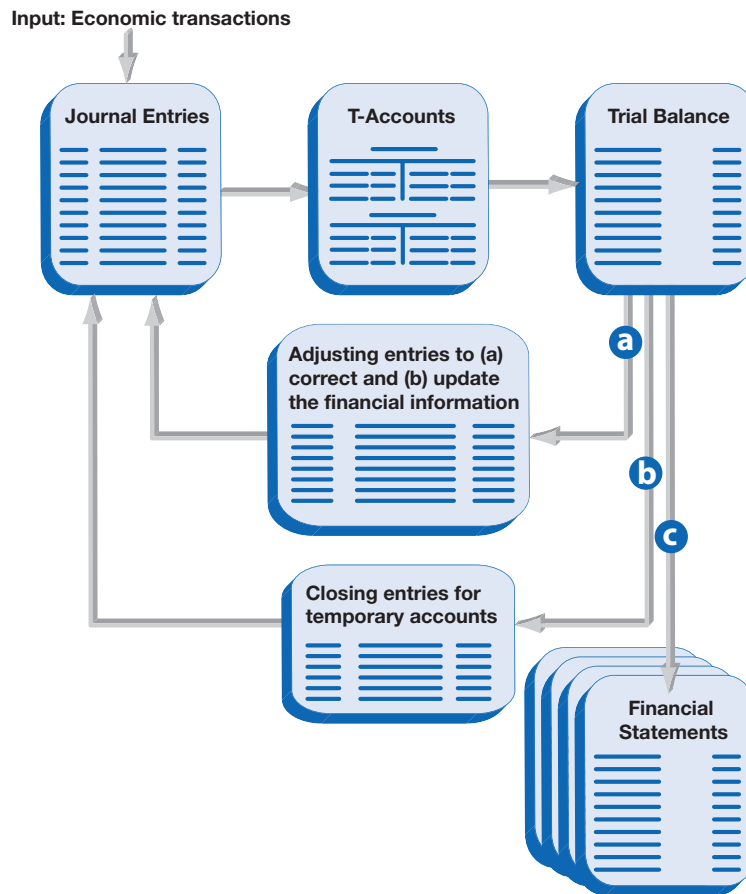 Input: Economic transactions
Journal Entries
T-Accounts
Trial Balance
a
Adjusting entries to (a)
correct and (b) update
the financial information
b
c
Closing entries for
temporary accounts
Financial
Statements